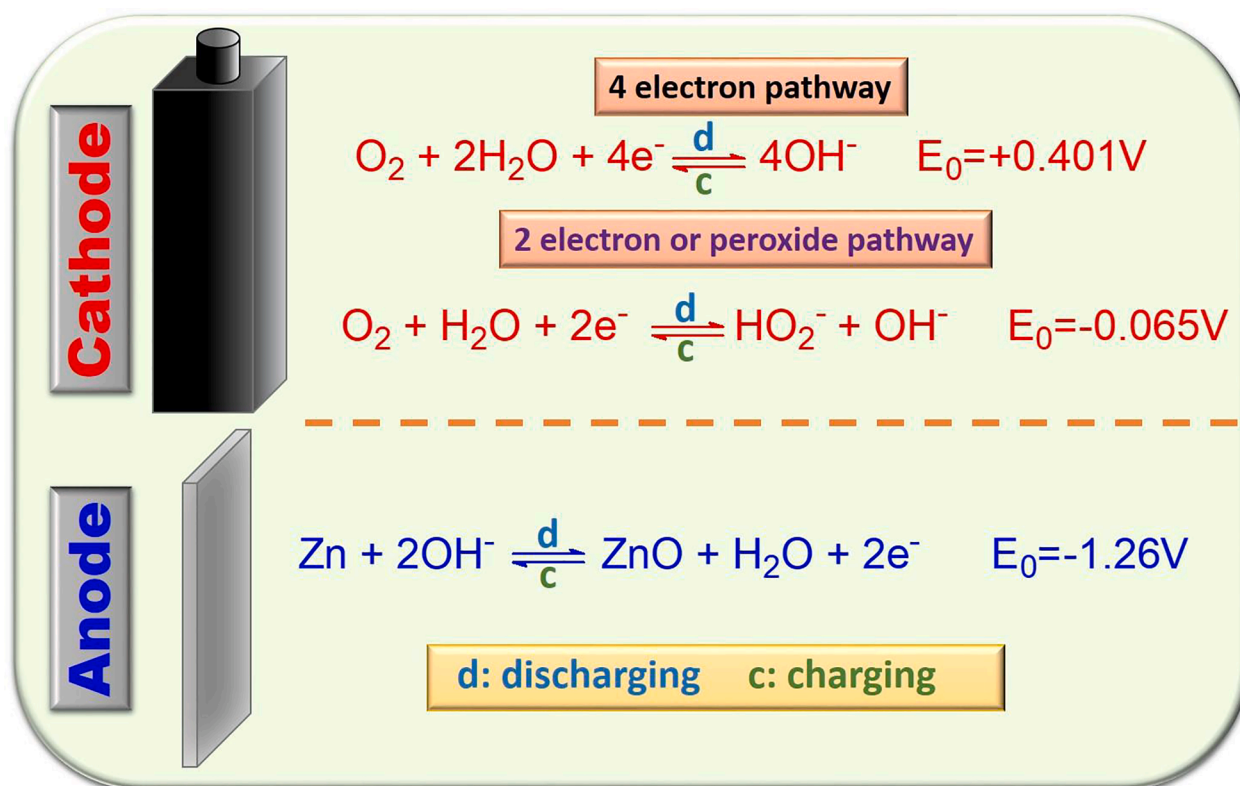 Cathode
4 electron pathway
O₂ + 2H₂O + 4e⁻ d ⇌ c 4OH⁻ E₀=+0.401V
2 electron or peroxide pathway
O₂ + H₂O + 2e⁻ d ⇌ c HO₂⁻ + OH⁻ E₀=-0.065V
Anode
Zn + 2OH⁻ d ⇌ c ZnO + H₂O + 2e⁻ E₀=-1.26V
d: discharging c: charging